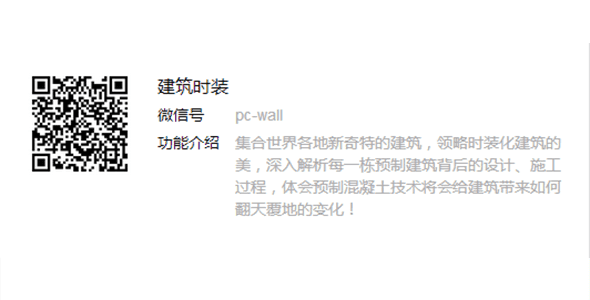 建筑时装
微信号 pc-wall
功能介绍 集合世界各地新奇特的建筑，领略时装化建筑的
美，深入解析每一栋预制建筑背后的设计、施工
过程，体会预制混凝土技术将会给建筑带来如何
翻天覆地的变化！